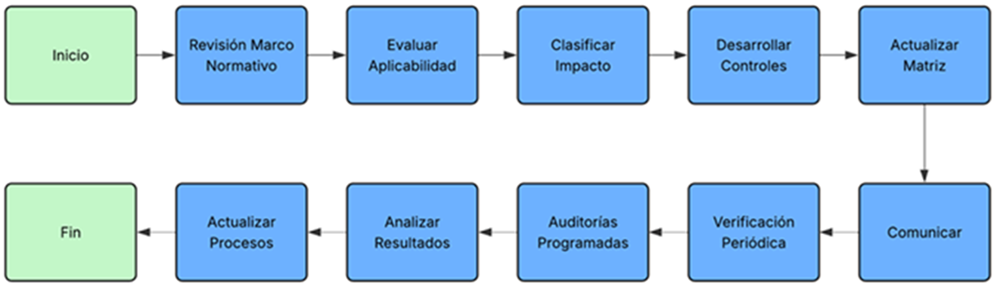 Inicio
Revisión Marco
Normativo
Evaluar
Aplicabilidad
Clasificar
Impacto
Desarrollar
Controles
Actualizar
Matriz
Comunicar
Verificación
Periódica
Auditorías
Programadas
Analizar
Resultados
Actualizar
Procesos
Fin